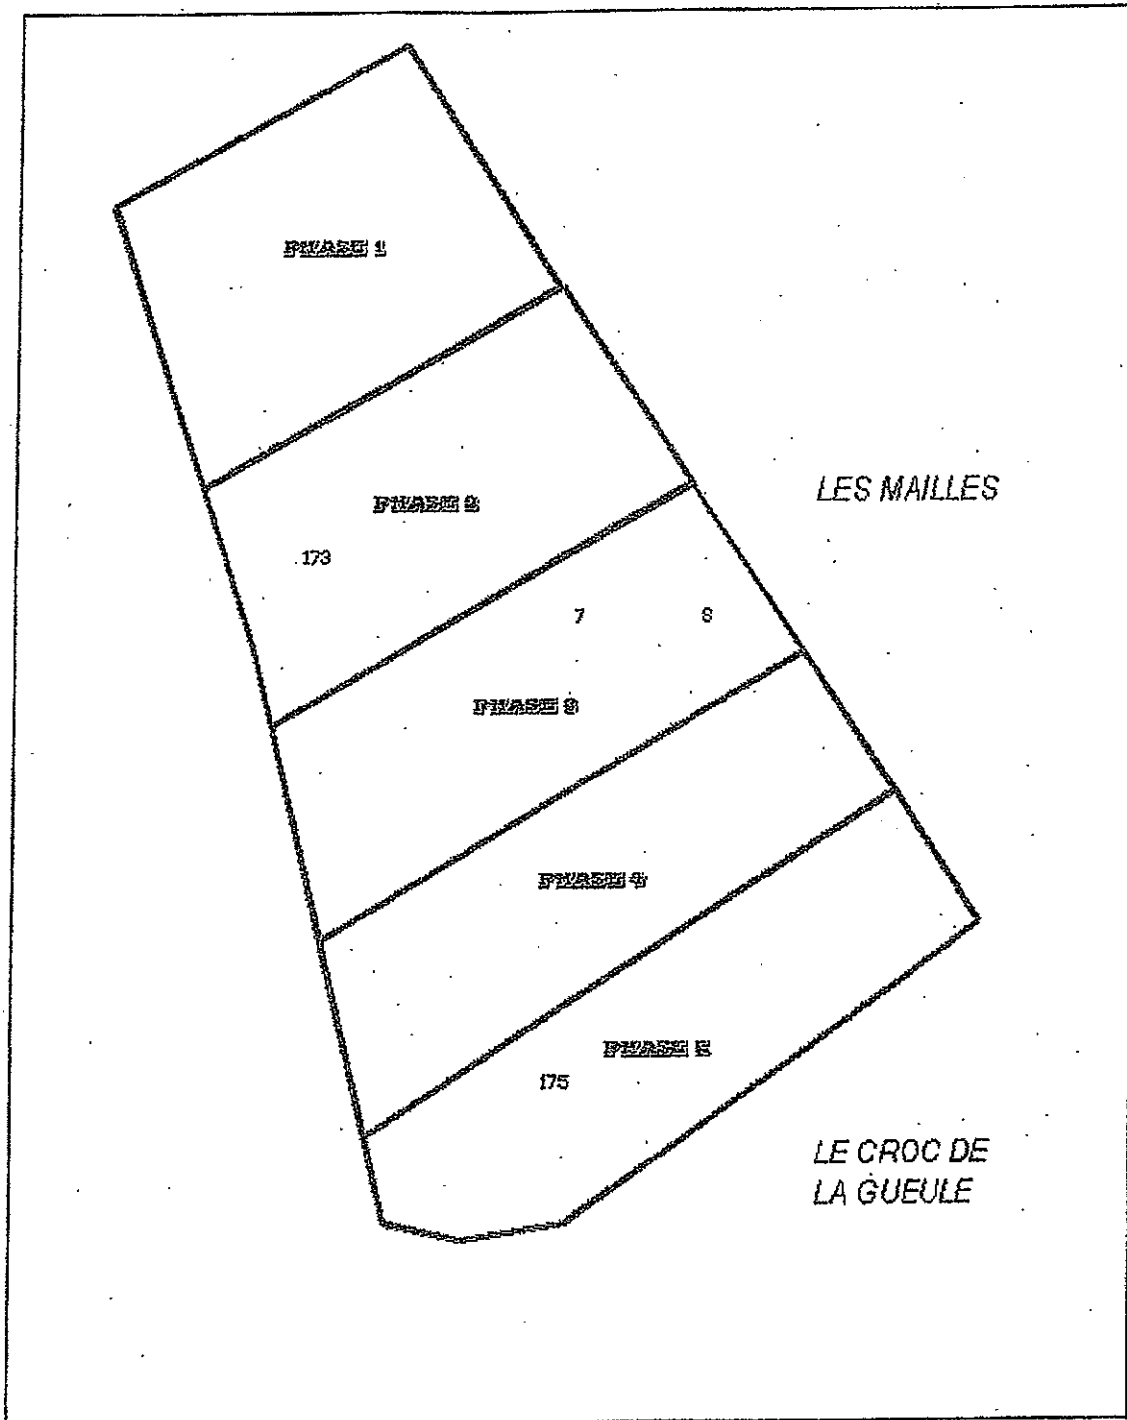 PHASE 1
LES MAILLES
PHASE 2
173
7
8
PHASE 3
PHASE 4
PHASE 5
175
LE CROC DE
LA GUEULE